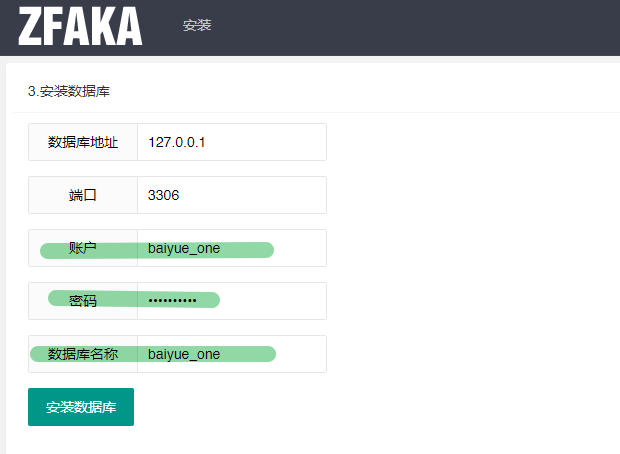 ZFAKA 安装
3.安装数据库
数据库地址 127.0.0.1
端口 3306
账户 baiyue_one
密码 ••••••••••
数据库名称 baiyue_one
安装数据库